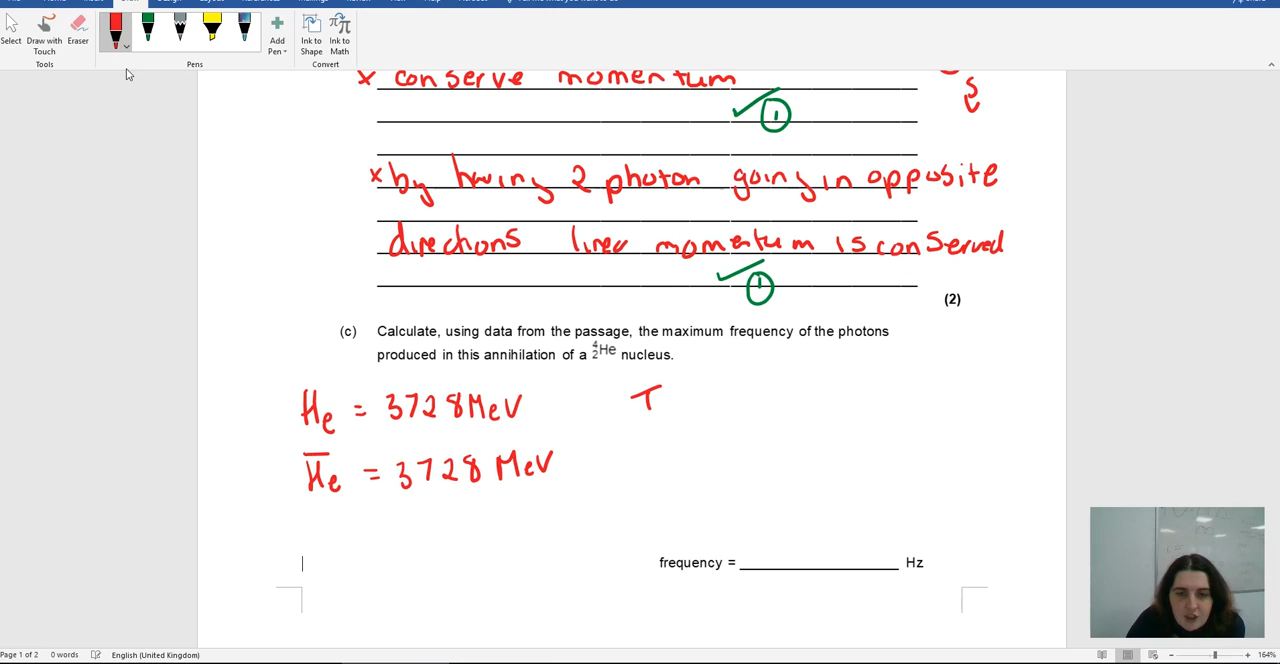 Select
Draw with Touch
Eraser
Add Pen
Ink to Shape
Ink to Math
Tools
Pens
Convert
x conserve momentum
✓ 1
x by having 2 photon going in opposite
directions linear momentum is conserved
✓ 1
(2)
(c) Calculate, using data from the passage, the maximum frequency of the photons
produced in this annihilation of a ⁴₂He nucleus.
He = 3728 MeV T
H̅e = 3728 MeV
frequency = ____________ Hz
Page 1 of 2 0 words English (United Kingdom) 164%